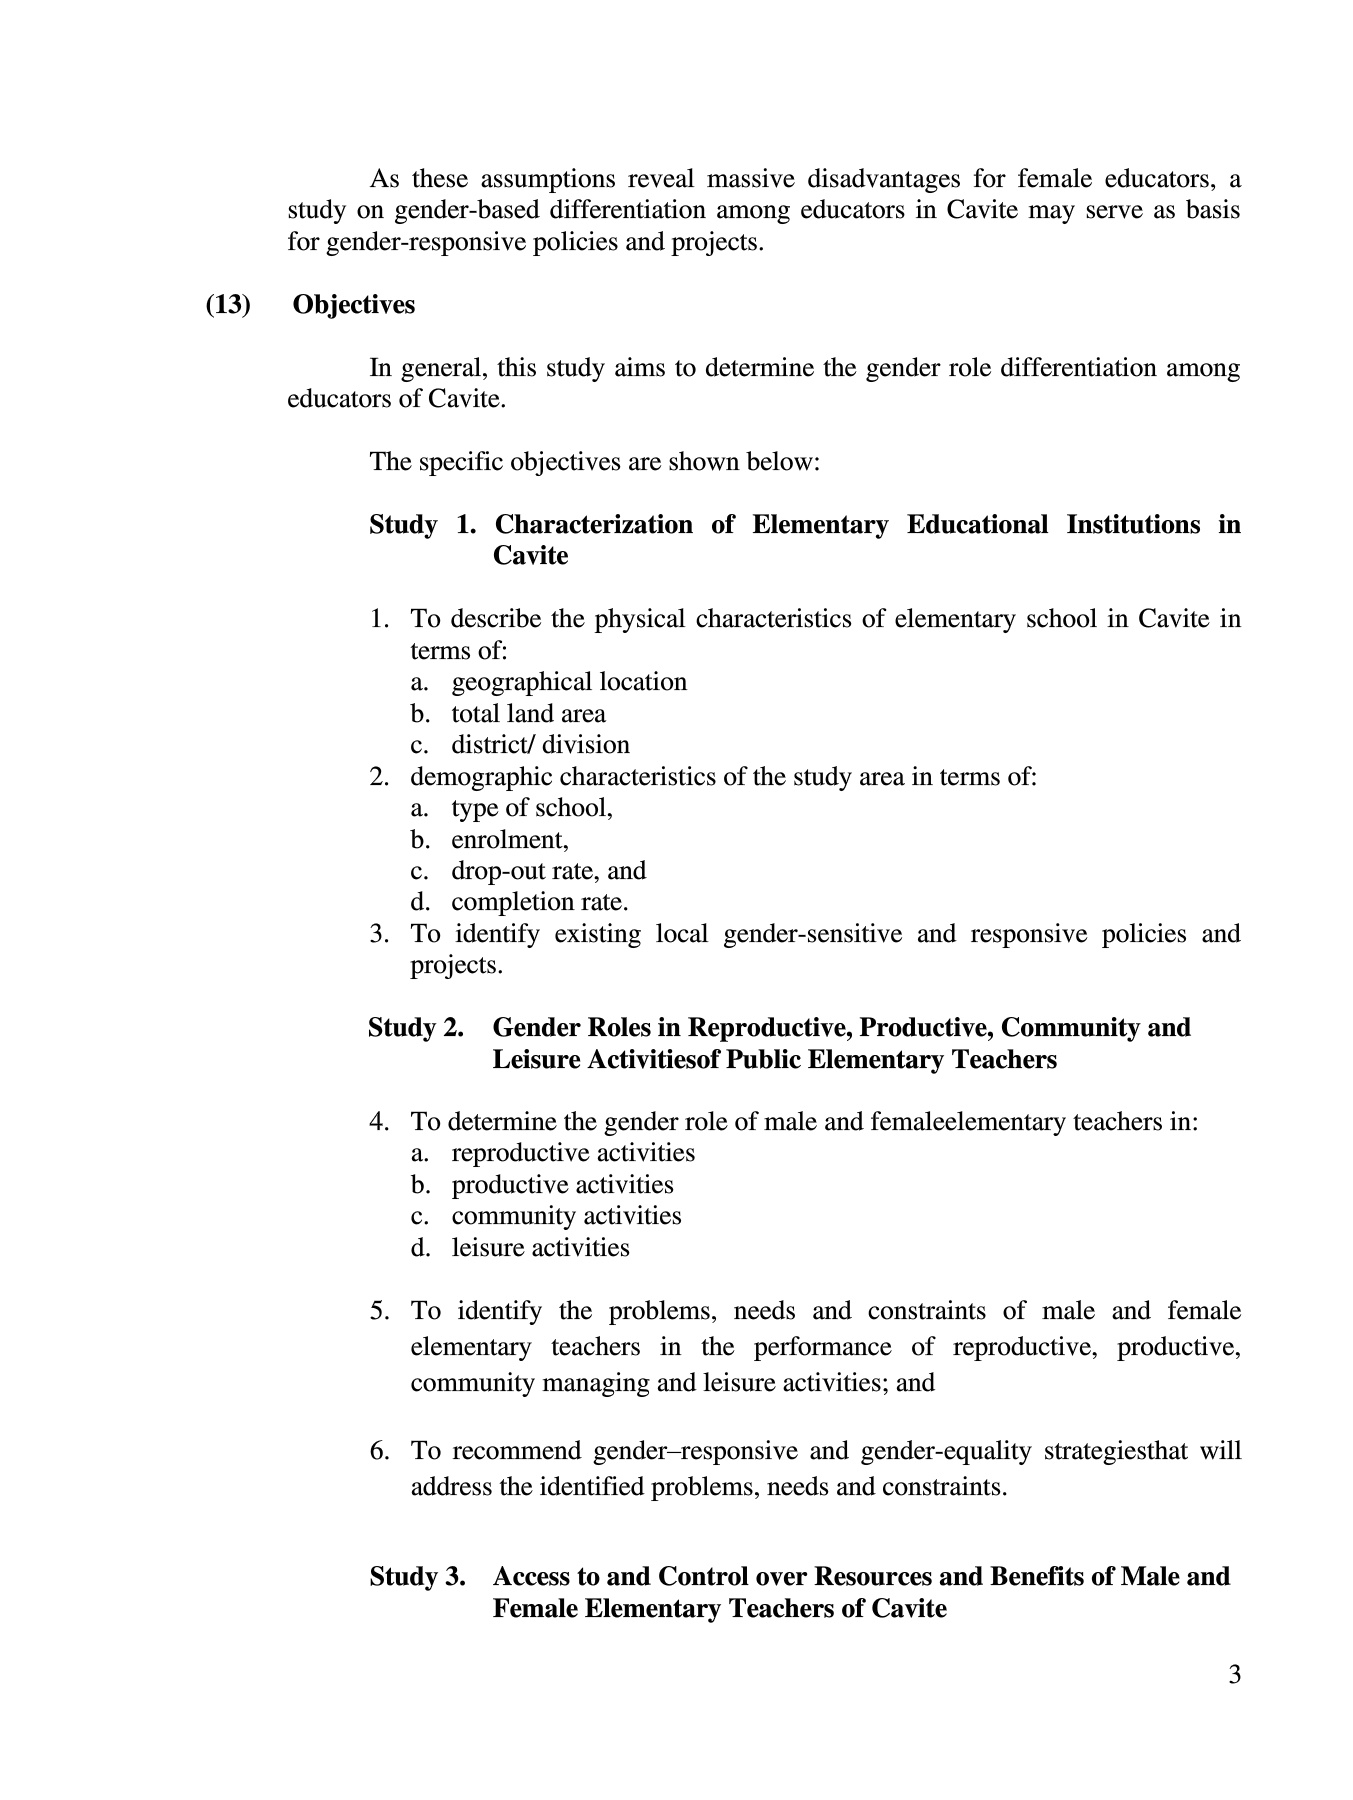 As these assumptions reveal massive disadvantages for female educators, a
study on gender-based differentiation among educators in Cavite may serve as basis
for gender-responsive policies and projects.
(13) Objectives
In general, this study aims to determine the gender role differentiation among
educators of Cavite.
The specific objectives are shown below:
Study 1. Characterization of Elementary Educational Institutions in
Cavite
1. To describe the physical characteristics of elementary school in Cavite in
terms of:
a. geographical location
b. total land area
c. district/ division
2. demographic characteristics of the study area in terms of:
a. type of school,
b. enrolment,
c. drop-out rate, and
d. completion rate.
3. To identify existing local gender-sensitive and responsive policies and
projects.
Study 2. Gender Roles in Reproductive, Productive, Community and
Leisure Activitiesof Public Elementary Teachers
4. To determine the gender role of male and femaleelementary teachers in:
a. reproductive activities
b. productive activities
c. community activities
d. leisure activities
5. To identify the problems, needs and constraints of male and female
elementary teachers in the performance of reproductive, productive,
community managing and leisure activities; and
6. To recommend gender–responsive and gender-equality strategiesthat will
address the identified problems, needs and constraints.
Study 3. Access to and Control over Resources and Benefits of Male and
Female Elementary Teachers of Cavite
3